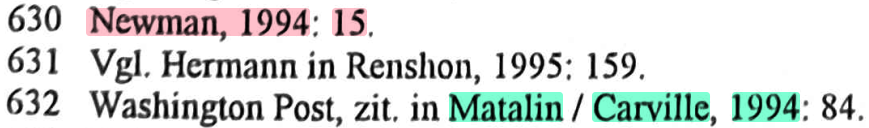 630 Newman, 1994: 15.
631 Vgl. Hermann in Renshon, 1995: 159.
632 Washington Post, zit. in Matalin / Carville, 1994: 84.